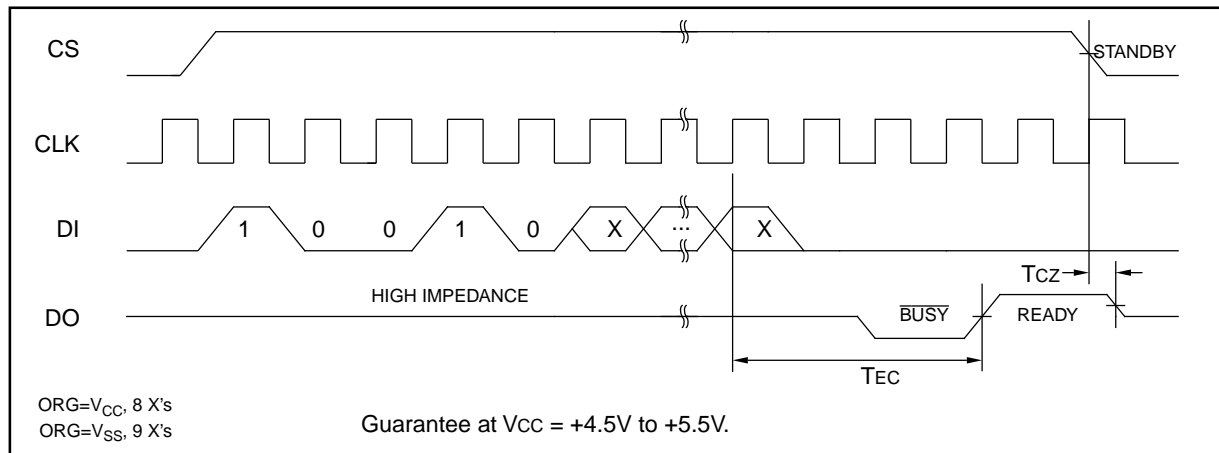 CS
STANDBY
CLK
DI
1 0 0 1 0 X ... X
TCZ
HIGH IMPEDANCE
DO
BUSY READY
TEC
ORG=VCC, 8 X's
ORG=VSS, 9 X's
Guarantee at VCC = +4.5V to +5.5V.